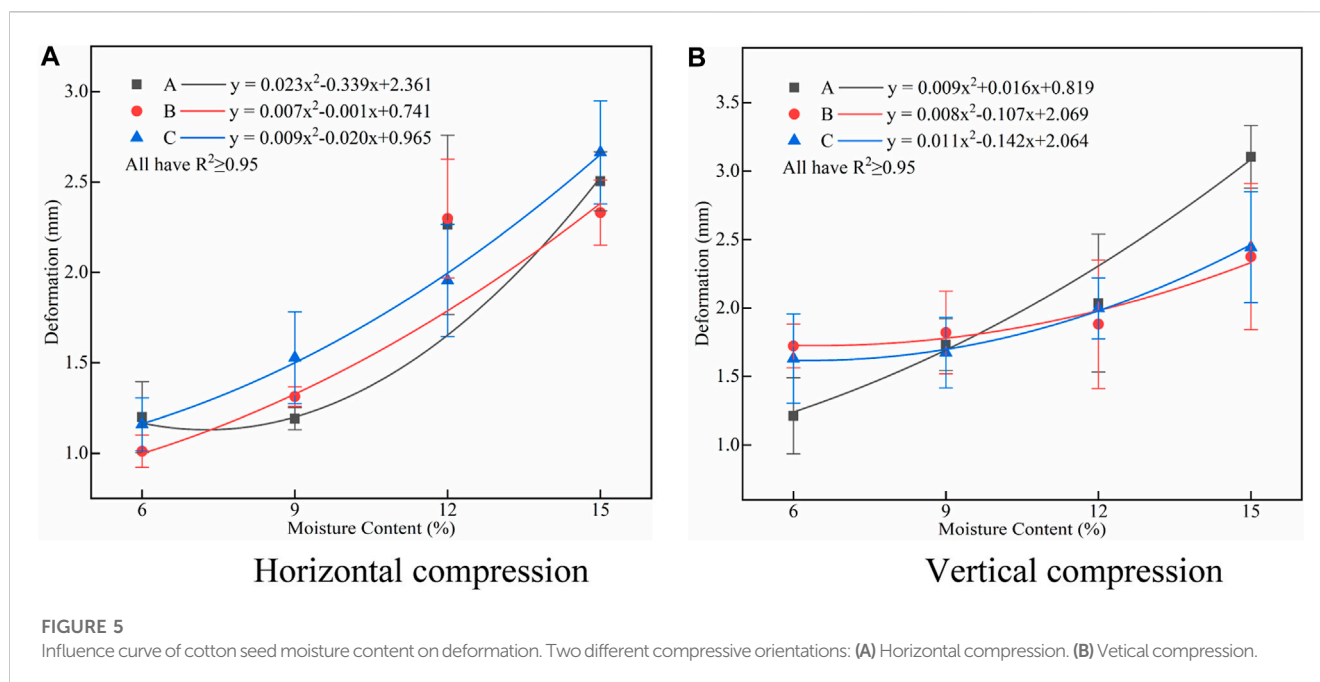 A
A y = 0.023x²-0.339x+2.361
B y = 0.007x²-0.001x+0.741
C y = 0.009x²-0.020x+0.965
All have R²≥0.95
Deformation (mm)
3.0
2.5
2.0
1.5
1.0
6 9 12 15
Moisture Content (%)
Horizontal compression
B
A y = 0.009x²+0.016x+0.819
B y = 0.008x²-0.107x+2.069
C y = 0.011x²-0.142x+2.064
All have R²≥0.95
Deformation (mm)
3.5
3.0
2.5
2.0
1.5
1.0
6 9 12 15
Moisture Content (%)
Vertical compression
FIGURE 5
Influence curve of cotton seed moisture content on deformation. Two different compressive orientations: (A) Horizontal compression. (B) Vetical compression.